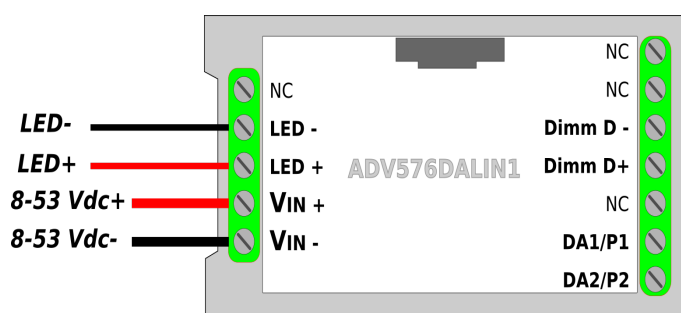 NC
NC
NC
LED- LED - Dimm D -
LED+ LED + ADV576DALIN1 Dimm D+
8-53 Vdc+ VIN + NC
8-53 Vdc- VIN - DA1/P1
DA2/P2